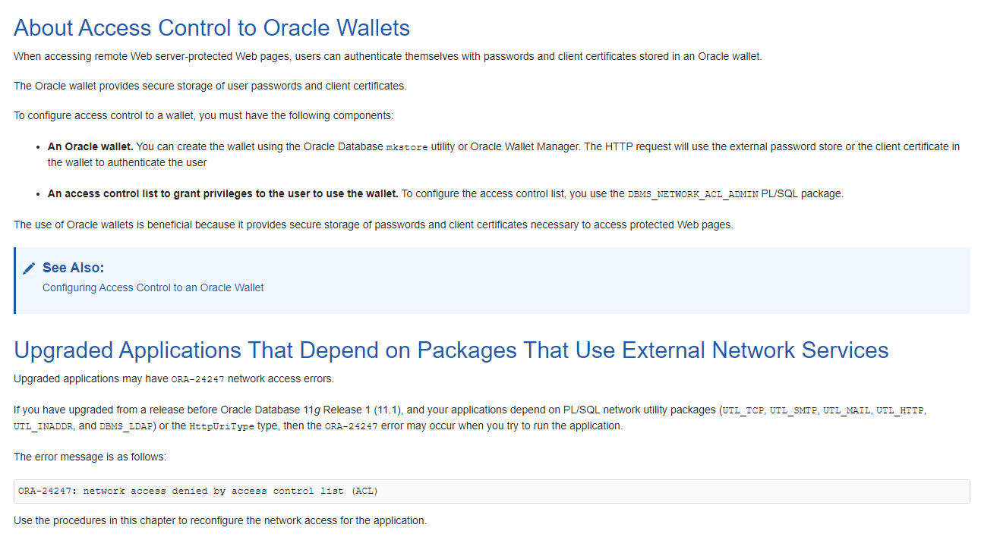 About Access Control to Oracle Wallets
When accessing remote Web server-protected Web pages, users can authenticate themselves with passwords and client certificates stored in an Oracle wallet.
The Oracle wallet provides secure storage of user passwords and client certificates.
To configure access control to a wallet, you must have the following components:
• An Oracle wallet. You can create the wallet using the Oracle Database mkstore utility or Oracle Wallet Manager. The HTTP request will use the external password store or the client certificate in
the wallet to authenticate the user
• An access control list to grant privileges to the user to use the wallet. To configure the access control list, you use the DBMS_NETWORK_ACL_ADMIN PL/SQL package.
The use of Oracle wallets is beneficial because it provides secure storage of passwords and client certificates necessary to access protected Web pages.
See Also:
Configuring Access Control to an Oracle Wallet
Upgraded Applications That Depend on Packages That Use External Network Services
Upgraded applications may have ORA-24247 network access errors.
If you have upgraded from a release before Oracle Database 11g Release 1 (11.1), and your applications depend on PL/SQL network utility packages (UTL_TCP, UTL_SMTP, UTL_MAIL, UTL_HTTP,
UTL_INADDR, and DBMS_LDAP) or the HttpUriType type, then the ORA-24247 error may occur when you try to run the application.
The error message is as follows:
ORA-24247: network access denied by access control list (ACL)
Use the procedures in this chapter to reconfigure the network access for the application.